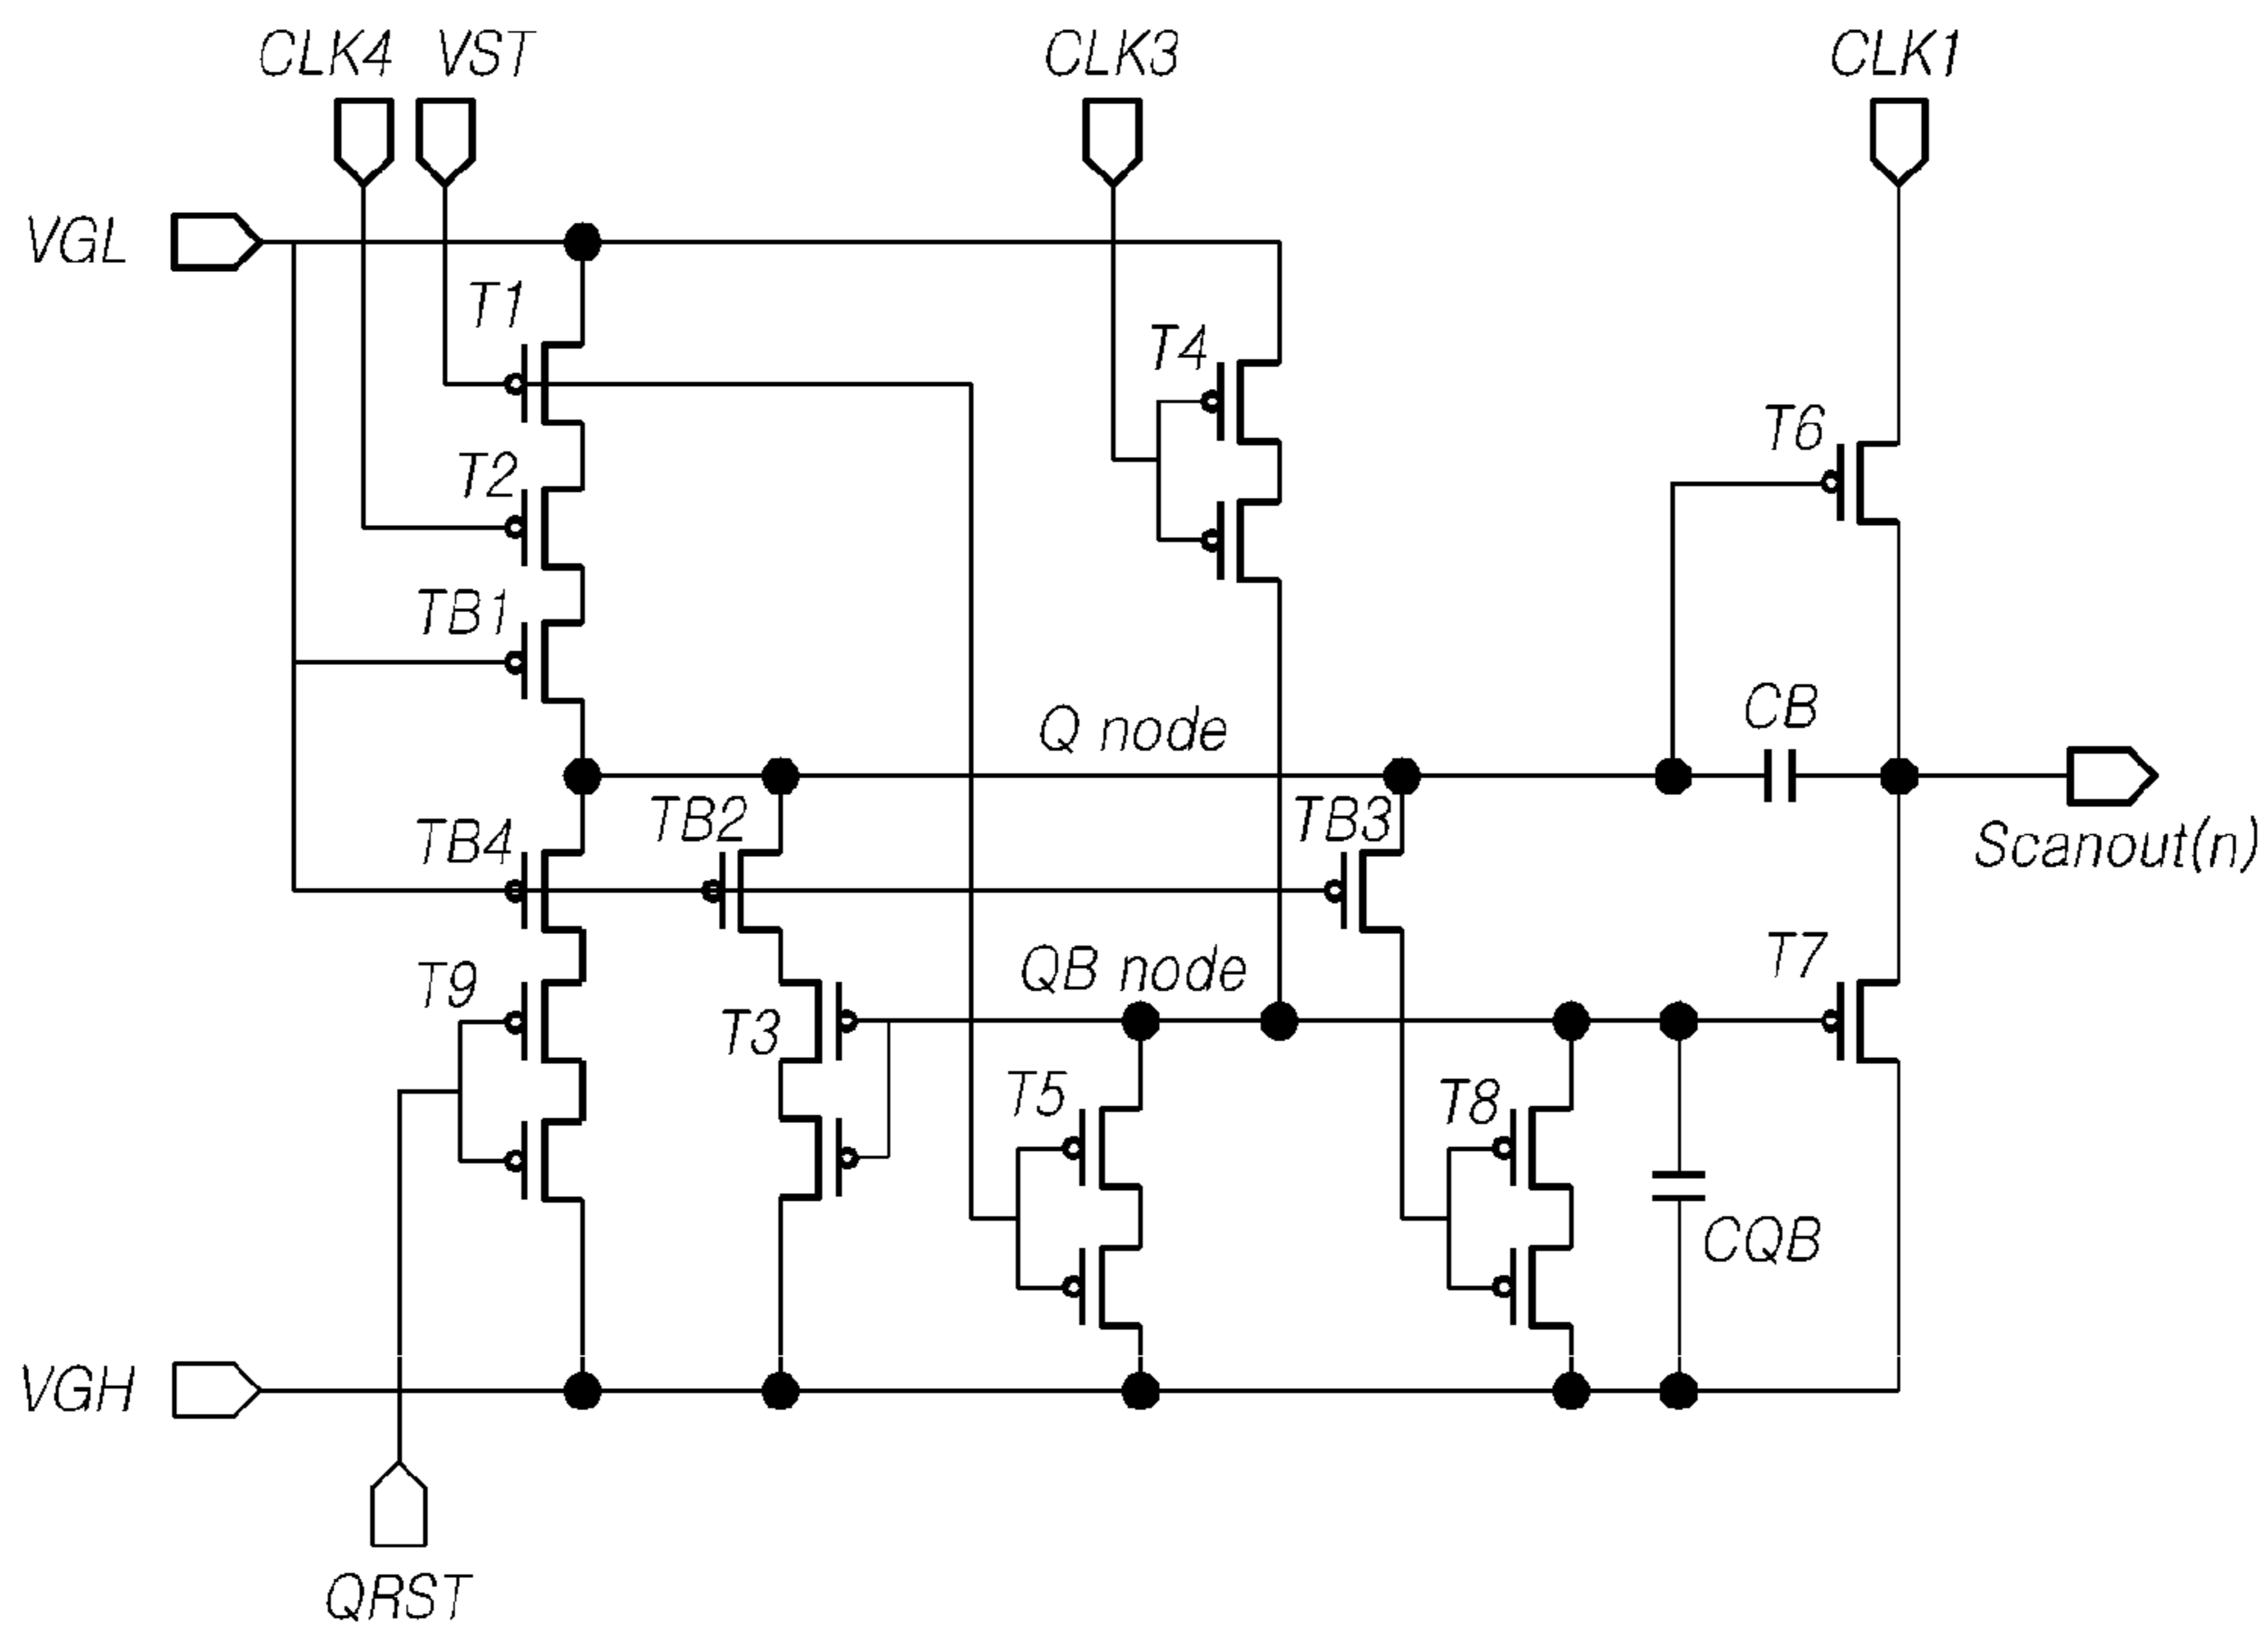 CLK4 VST CLK3 CLK1
VGL
T1
T4
T6
T2
TB1
Q node
CB
TB4 TB2 TB3
Scanout(n)
QB node
T7
T9
T3
T5
T8
CQB
VGH
QRST